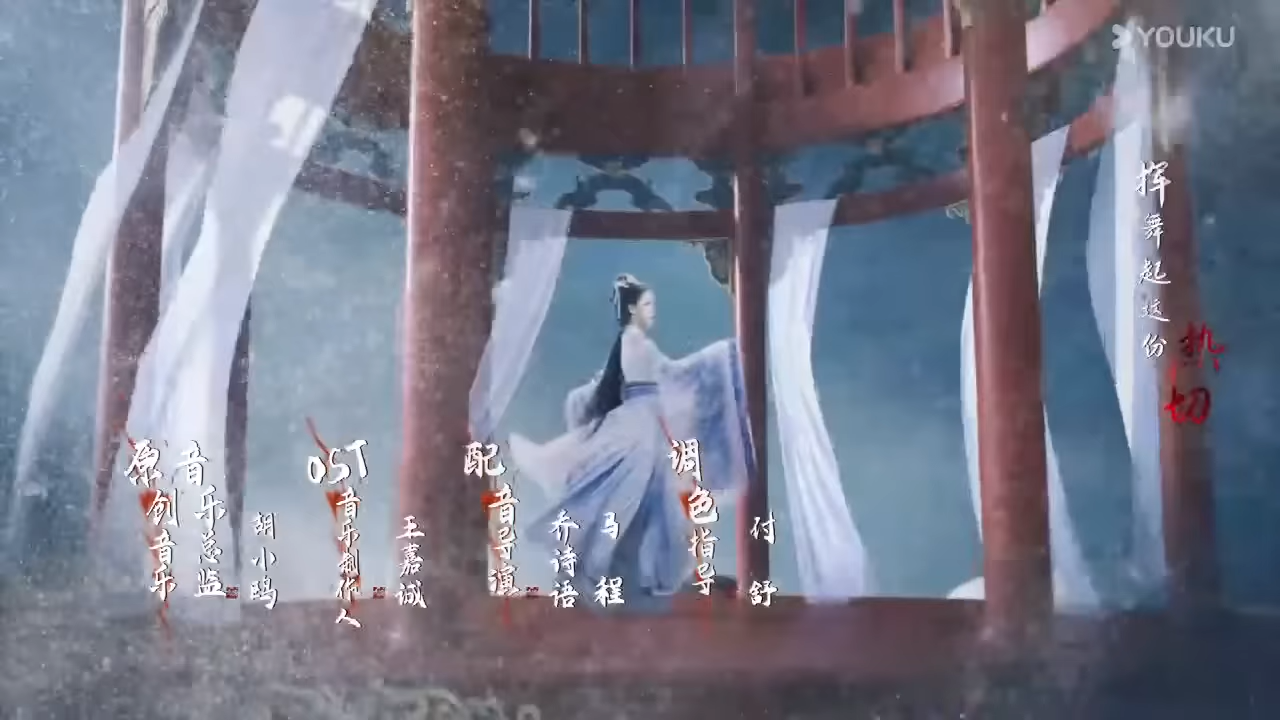 YOUKU
挥舞起这份
热切
原创音乐
音乐总监
胡小鸥
OST
音乐制作人
王嘉诚
配音导演
乔诗语
马程
调色指导
付舒